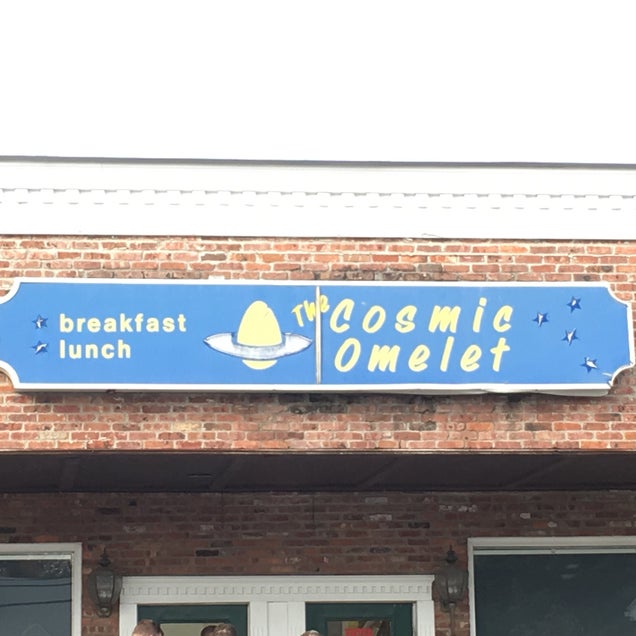 breakfast
lunch
The Cosmic
Omelet